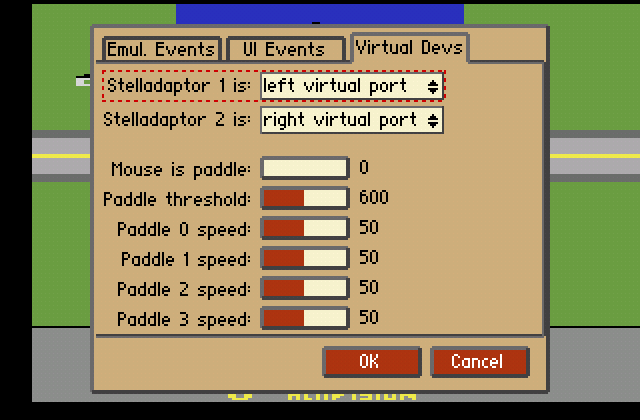 Emul. Events UI Events Virtual Devs
Stelladaptor 1 is: left virtual port
Stelladaptor 2 is: right virtual port
Mouse is paddle: 0
Paddle threshold: 600
Paddle 0 speed: 50
Paddle 1 speed: 50
Paddle 2 speed: 50
Paddle 3 speed: 50
OK Cancel